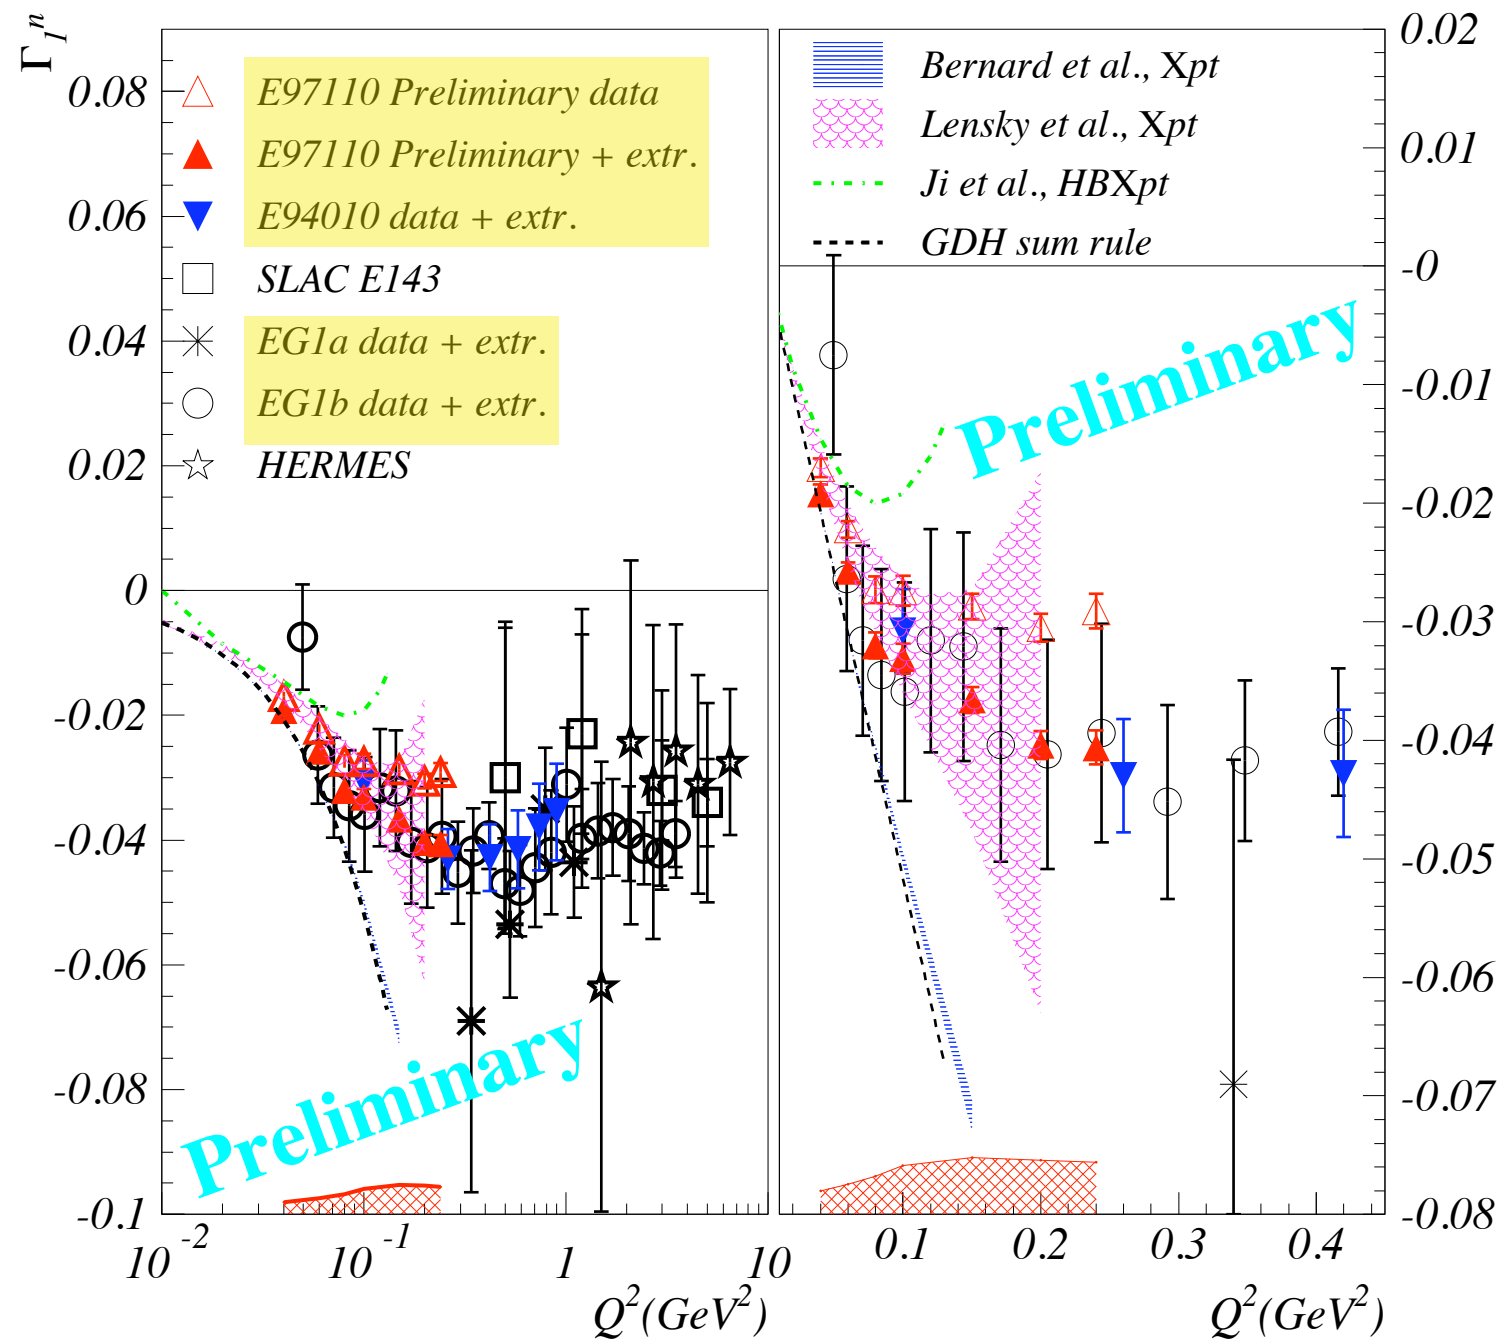 Γ₁ⁿ
0.08
0.06
0.04
0.02
0
-0.02
-0.04
-0.06
-0.08
-0.1
E97110 Preliminary data
E97110 Preliminary + extr.
E94010 data + extr.
SLAC E143
EG1a data + extr.
EG1b data + extr.
HERMES
Preliminary
10⁻² 10⁻¹ 1 10
Q²(GeV²)
Bernard et al., Xpt
Lensky et al., Xpt
Ji et al., HBXpt
GDH sum rule
Preliminary
0.02
0.01
-0
-0.01
-0.02
-0.03
-0.04
-0.05
-0.06
-0.07
-0.08
0.1 0.2 0.3 0.4
Q²(GeV²)